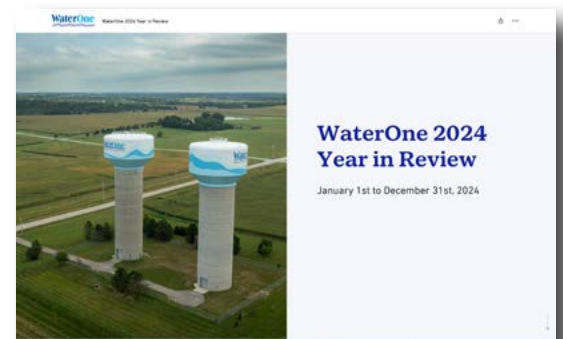 WaterOne
WaterOne 2024 Year in Review
WaterOne 2024
Year in Review
January 1st to December 31st, 2024